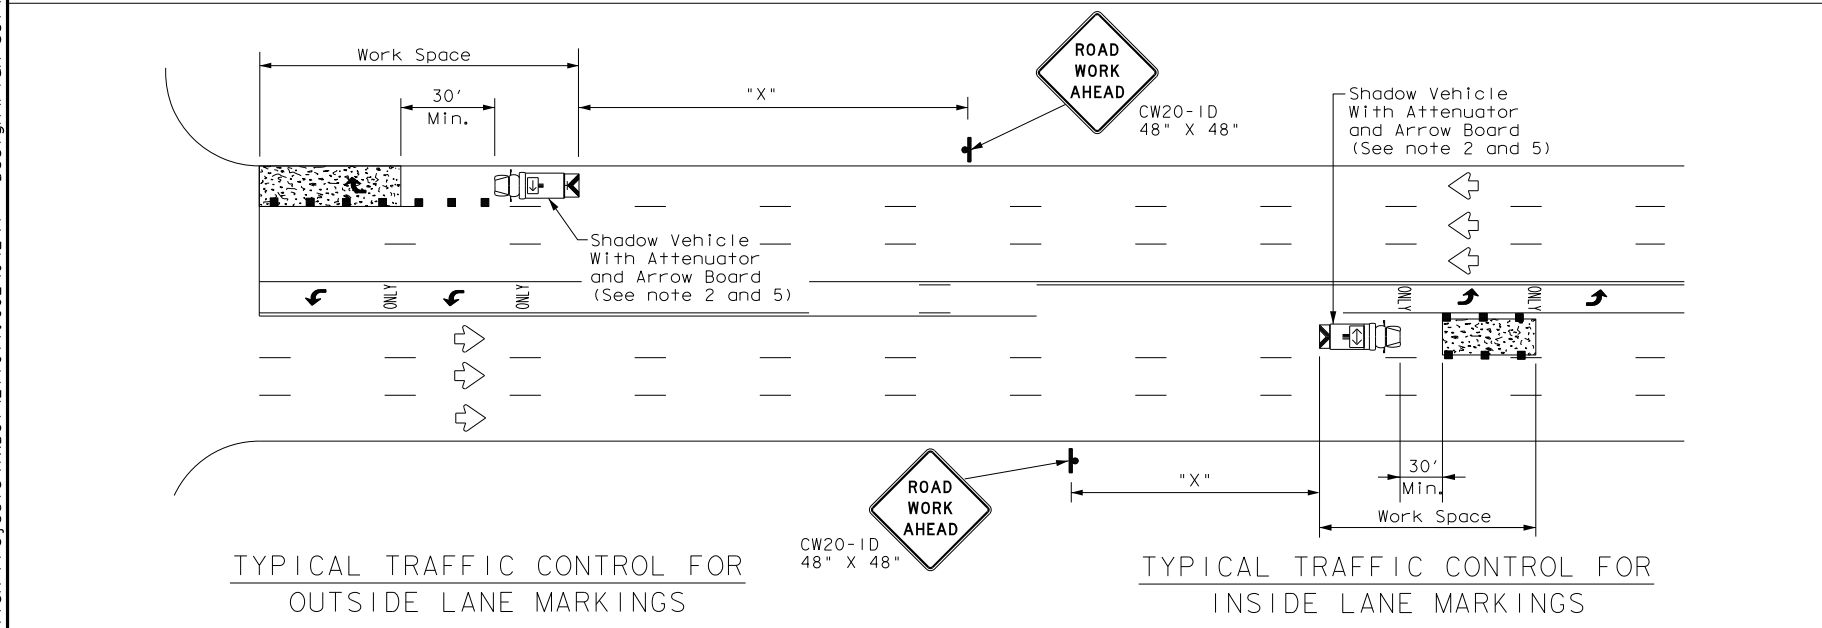 Work Space
30'
Min.
"X"
ROAD
WORK
AHEAD
CW20-1D
48" X 48"
Shadow Vehicle
With Attenuator
and Arrow Board
(See note 2 and 5)
Shadow Vehicle
With Attenuator
and Arrow Board
(See note 2 and 5)
ONLY
ONLY
ONLY
ONLY
ROAD
WORK
AHEAD
CW20-1D
48" X 48"
"X"
30'
Min.
Work Space
TYPICAL TRAFFIC CONTROL FOR
OUTSIDE LANE MARKINGS
TYPICAL TRAFFIC CONTROL FOR
INSIDE LANE MARKINGS